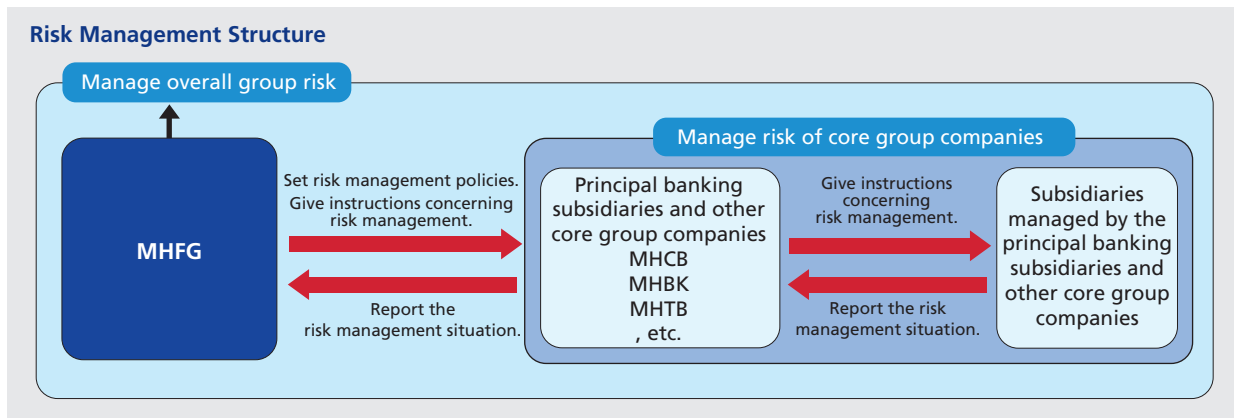 Risk Management Structure
Manage overall group risk
MHFG
Set risk management policies.
Give instructions concerning
risk management.
Report the
risk management situation.
Manage risk of core group companies
Principal banking
subsidiaries and other
core group companies
MHCB
MHBK
MHTB
, etc.
Give instructions
concerning
risk management.
Report the risk
management situation.
Subsidiaries
managed by the
principal banking
subsidiaries and
other core group
companies